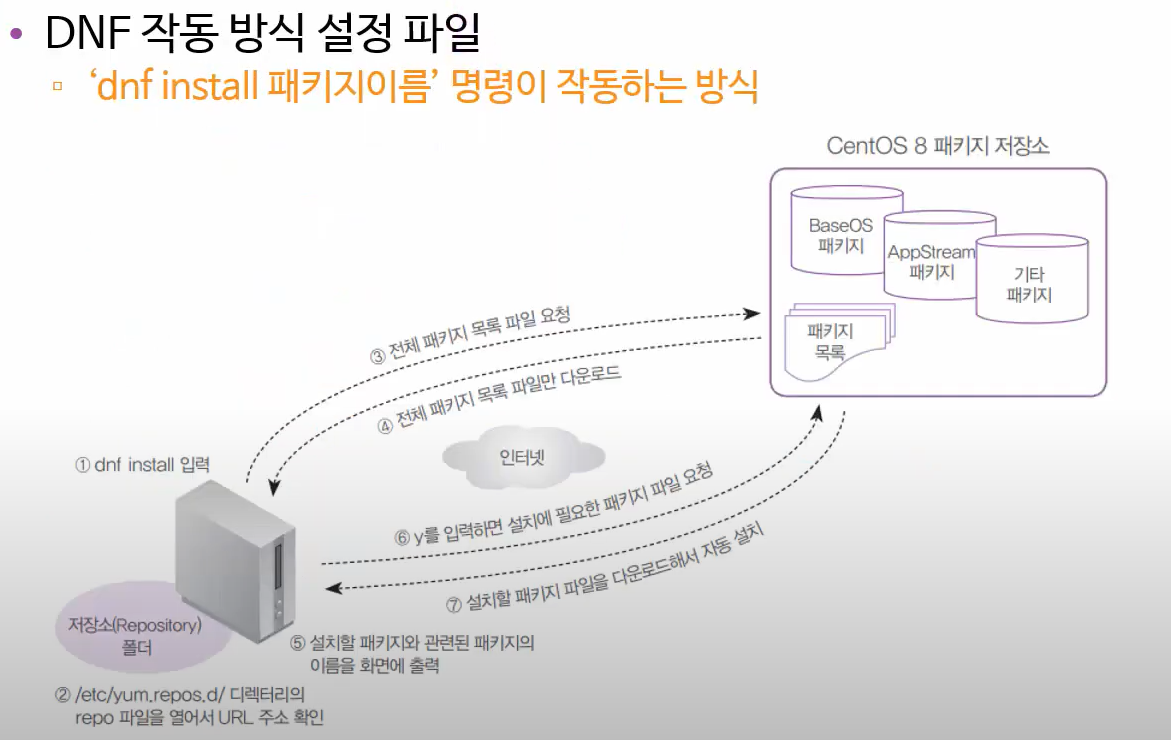 • DNF 작동 방식 설정 파일
▫ ‘dnf install 패키지이름’ 명령이 작동하는 방식
CentOS 8 패키지 저장소
BaseOS
패키지
AppStream
패키지
기타
패키지
패키지
목록
③ 전체 패키지 목록 파일 요청
④ 전체 패키지 목록 파일만 다운로드
인터넷
① dnf install 입력
⑥ y를 입력하면 설치에 필요한 패키지 파일 요청
⑦ 설치할 패키지 파일을 다운로드해서 자동 설치
저장소(Repository)
폴더
⑤ 설치할 패키지와 관련된 패키지의
이름을 화면에 출력
② /etc/yum.repos.d/ 디렉터리의
repo 파일을 열어서 URL 주소 확인